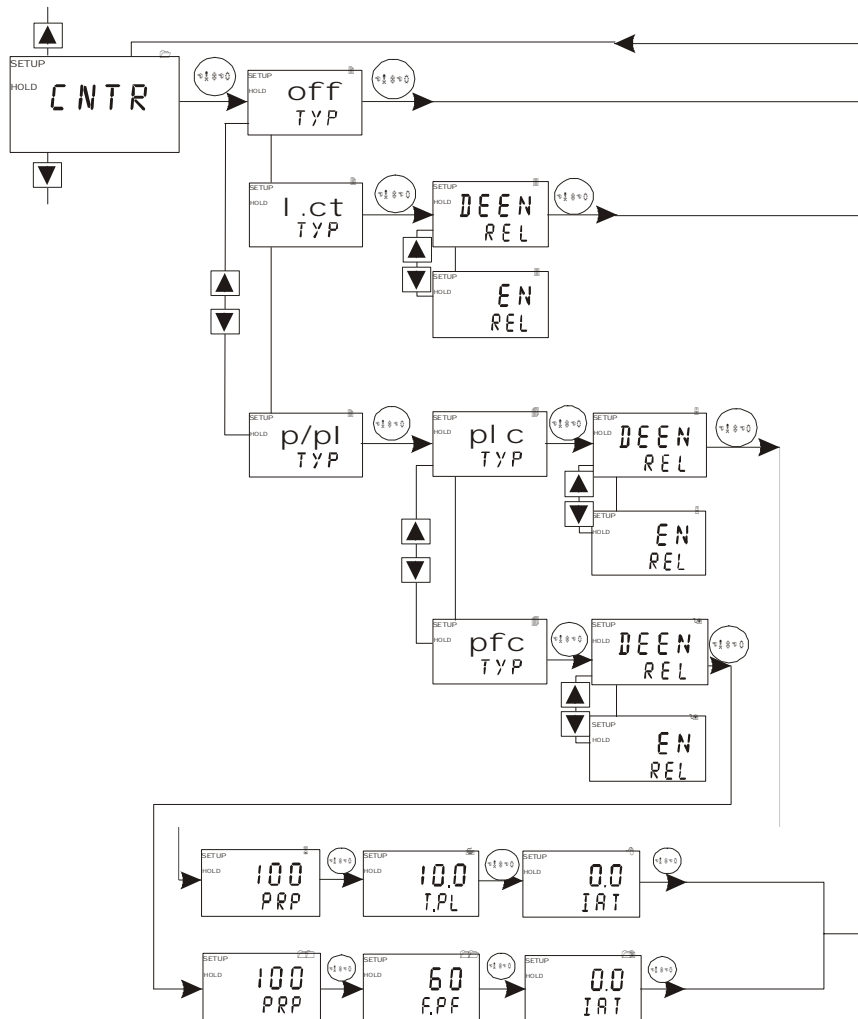 SETUP
HOLD
CNTR
SETUP
HOLD
off
TYP
SETUP
HOLD
I.ct
TYP
SETUP
HOLD
DEEN
REL
SETUP
HOLD
EN
REL
SETUP
HOLD
p/pI
TYP
SETUP
HOLD
plc
TYP
SETUP
HOLD
DEEN
REL
SETUP
HOLD
EN
REL
SETUP
HOLD
pfc
TYP
SETUP
HOLD
DEEN
REL
SETUP
HOLD
EN
REL
SETUP
HOLD
100
PRP
SETUP
HOLD
10.0
T.PL
SETUP
HOLD
0.0
IAT
SETUP
HOLD
100
PRP
SETUP
HOLD
60
F.PF
SETUP
HOLD
0.0
IAT